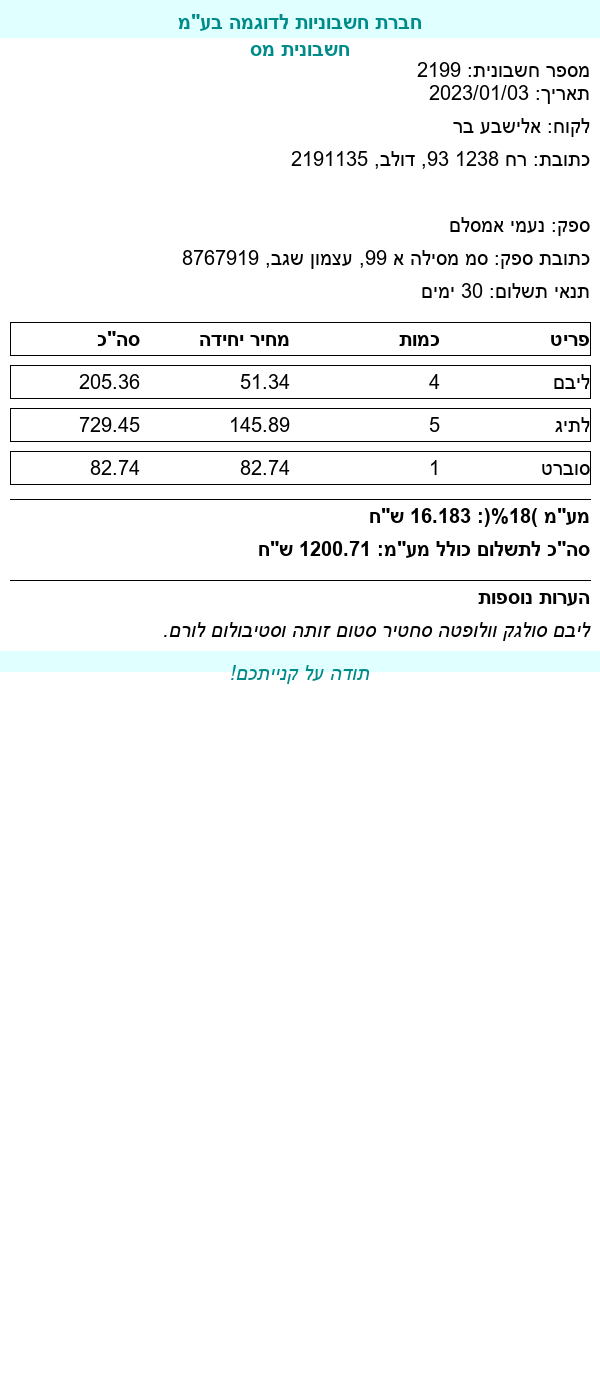 חברת חשבוניות לדוגמה בע"מ
חשבונית מס
מספר חשבונית: 2199
תאריך: 2023/01/03
לקוח: אלישבע בר
כתובת: רח 1238 93, דולב, 2191135
ספק: נעמי אמסלם
כתובת ספק: סמ מסילה א 99, עצמון שגב, 8767919
תנאי תשלום: 30 ימים
פריט כמות מחיר יחידה סה"כ
ליבם 4 51.34 205.36
לתיג 5 145.89 729.45
סוברט 1 82.74 82.74
מע"מ )18%(: 16.183 ש"ח
סה"כ לתשלום כולל מע"מ: 1200.71 ש"ח
הערות נוספות
ליבם סולגק וולופטה סחטיר סטום זותה וסטיבולום לורם.
תודה על קנייתכם!